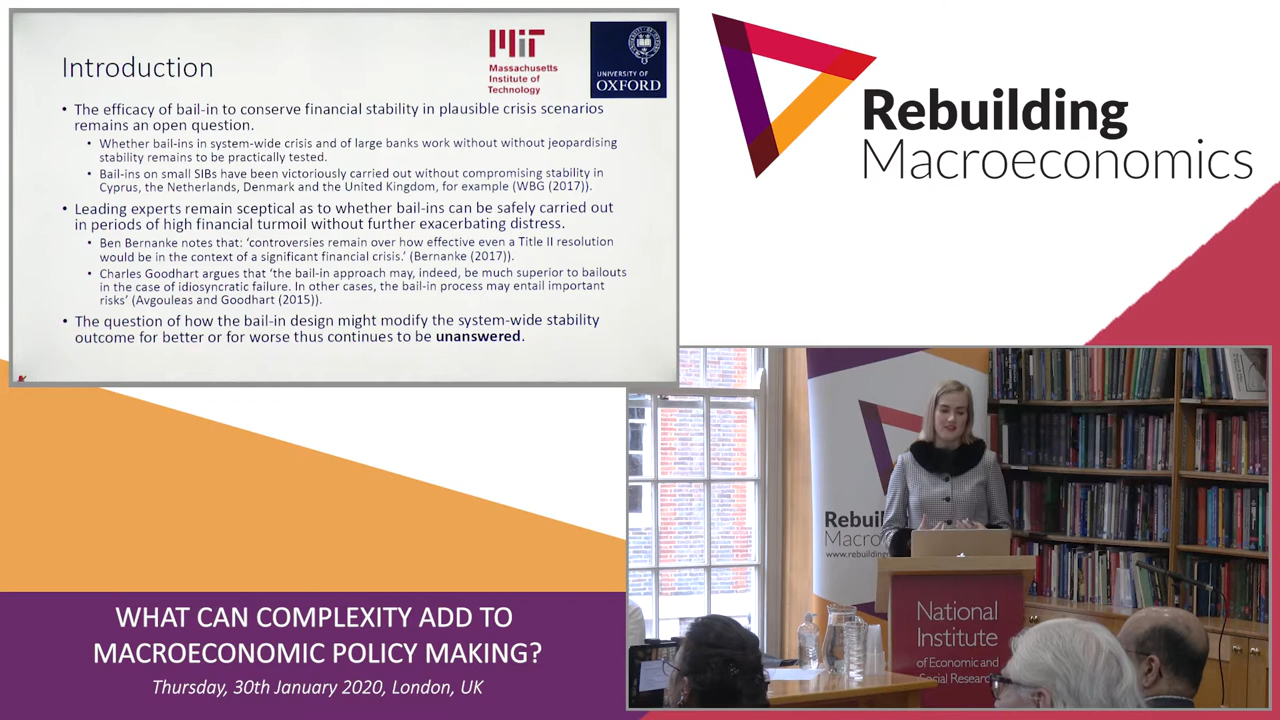 Introduction
MIT
Massachusetts
Institute of
Technology
UNIVERSITY OF
OXFORD
• The efficacy of bail-in to conserve financial stability in plausible crisis scenarios
remains an open question.
• Whether bail-ins in system-wide crisis and of large banks work without without jeopardising
stability remains to be practically tested.
• Bail-ins on small SIBs have been victoriously carried out without compromising stability in
Cyprus, the Netherlands, Denmark and the United Kingdom, for example (WBG (2017)).
• Leading experts remain sceptical as to whether bail-ins can be safely carried out
in periods of high financial turmoil without further exacerbating distress.
• Ben Bernanke notes that: ‘controversies remain over how effective even a Title II resolution
would be in the context of a significant financial crisis.’ (Bernanke (2017)).
• Charles Goodhart argues that ‘the bail-in approach may, indeed, be much superior to bailouts
in the case of idiosyncratic failure. In other cases, the bail-in process may entail important
risks’ (Avgouleas and Goodhart (2015)).
• The question of how the bail-in design might modify the system-wide stability
outcome for better or for worse thus continues to be unanswered.
Rebuilding
Macroeconomics
WHAT CAN COMPLEXITY ADD TO
MACROECONOMIC POLICY MAKING?
Thursday, 30th January 2020, London, UK
Rebuil
Macro
www.rebuildin
National
Institute
of Economic and
Social Resear